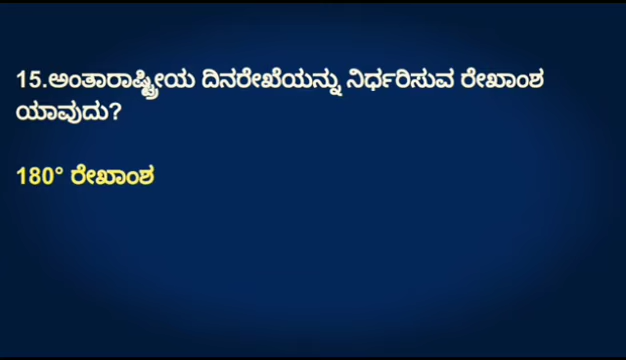 15.ಅಂತಾರಾಷ್ಟ್ರೀಯ ದಿನರೇಖೆಯನ್ನು ನಿರ್ಧರಿಸುವ ರೇಖಾಂಶ
ಯಾವುದು?
180° ರೇಖಾಂಶ